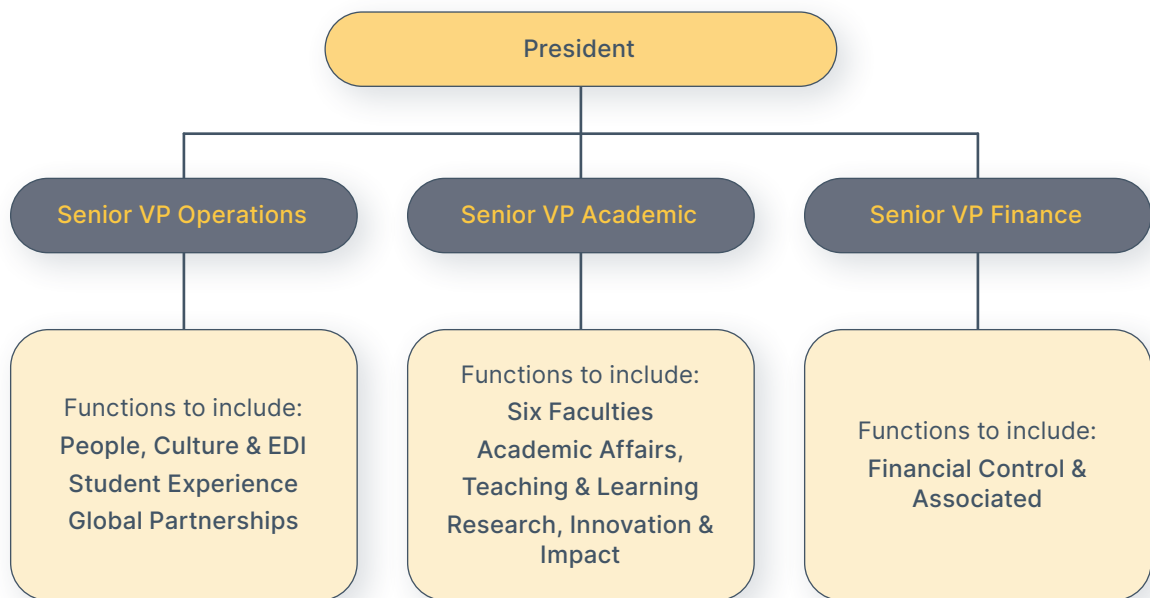 President
Senior VP Operations
Senior VP Academic
Senior VP Finance
Functions to include:
People, Culture & EDI
Student Experience
Global Partnerships
Functions to include:
Six Faculties
Academic Affairs,
Teaching & Learning
Research, Innovation &
Impact
Functions to include:
Financial Control &
Associated